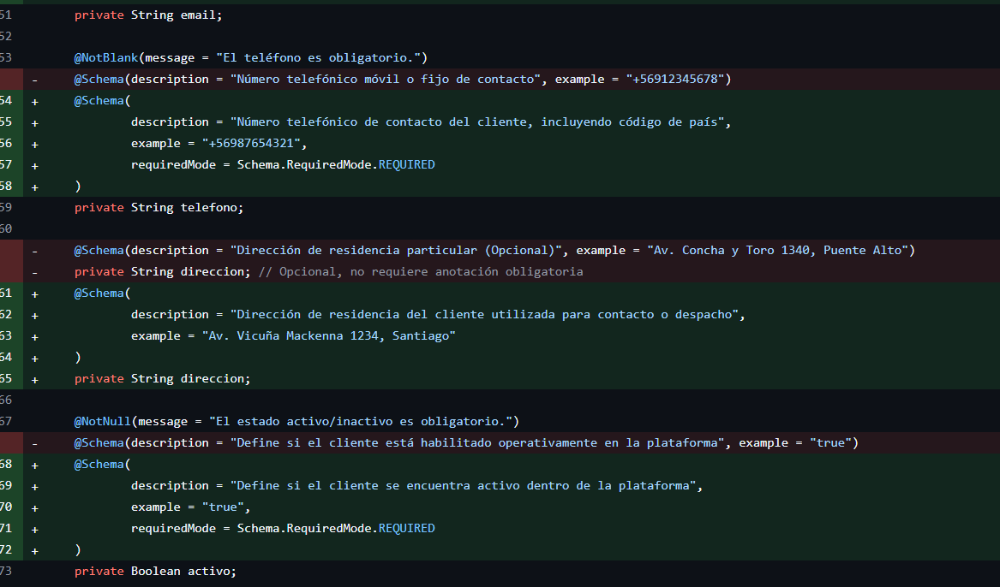 51 private String email;
52
53 @NotBlank(message = "El teléfono es obligatorio.")
- @Schema(description = "Número telefónico móvil o fijo de contacto", example = "+56912345678")
54 + @Schema(
55 + description = "Número telefónico de contacto del cliente, incluyendo código de país",
56 + example = "+56987654321",
57 + requiredMode = Schema.RequiredMode.REQUIRED
58 + )
59 private String telefono;
60
- @Schema(description = "Dirección de residencia particular (Opcional)", example = "Av. Concha y Toro 1340, Puente Alto")
- private String direccion; // Opcional, no requiere anotación obligatoria
61 + @Schema(
62 + description = "Dirección de residencia del cliente utilizada para contacto o despacho",
63 + example = "Av. Vicuña Mackenna 1234, Santiago"
64 + )
65 + private String direccion;
66
67 @NotNull(message = "El estado activo/inactivo es obligatorio.")
- @Schema(description = "Define si el cliente está habilitado operativamente en la plataforma", example = "true")
68 + @Schema(
69 + description = "Define si el cliente se encuentra activo dentro de la plataforma",
70 + example = "true",
71 + requiredMode = Schema.RequiredMode.REQUIRED
72 + )
73 private Boolean activo;